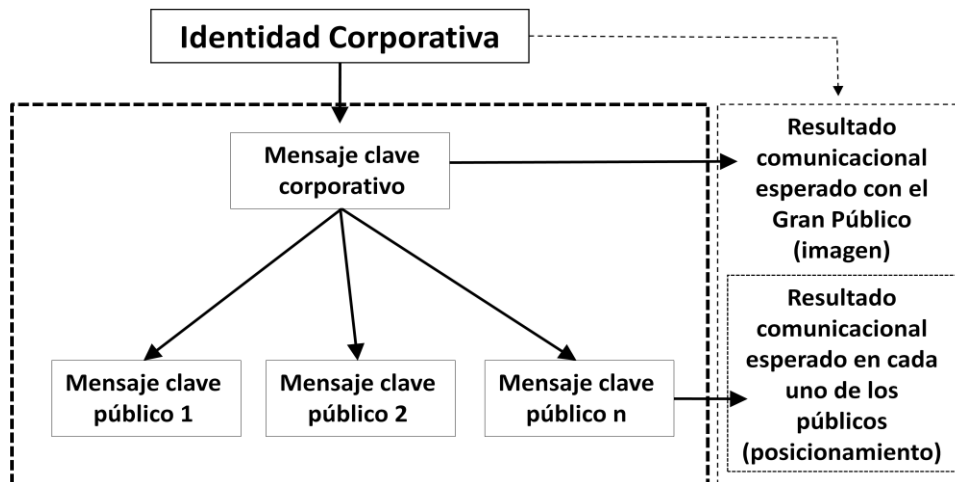 Identidad Corporativa
Mensaje clave
corporativo
Resultado
comunicacional
esperado con el
Gran Público
(imagen)
Mensaje clave
público 1
Mensaje clave
público 2
Mensaje clave
público n
Resultado
comunicacional
esperado en cada
uno de los
públicos
(posicionamiento)